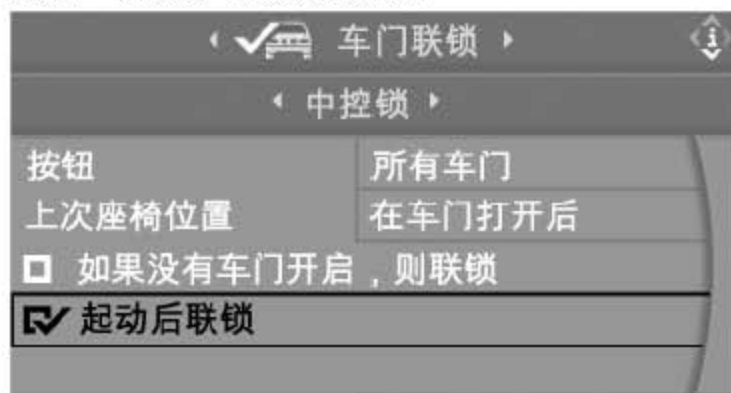 车门联锁
i
中控锁
按钮 所有车门
上次座椅位置 在车门打开后
如果没有车门开启，则联锁
起动后联锁